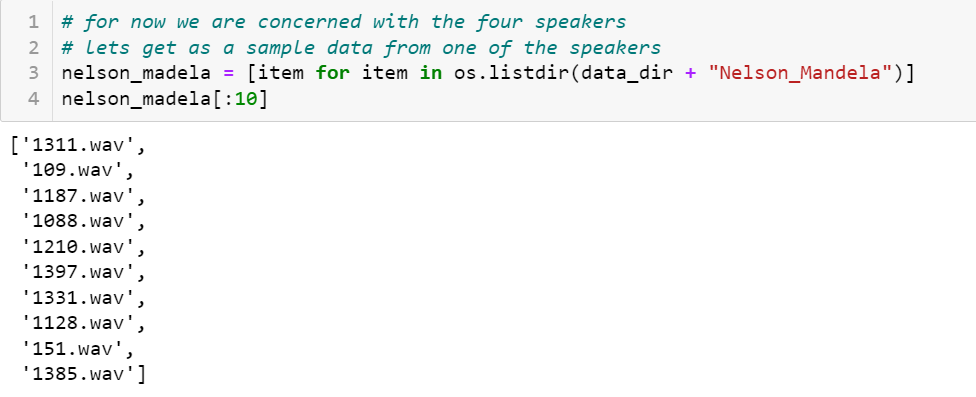 1 # for now we are concerned with the four speakers
2 # lets get as a sample data from one of the speakers
3 nelson_madela = [item for item in os.listdir(data_dir + "Nelson_Mandela")]
4 nelson_madela[:10]
['1311.wav',
 '109.wav',
 '1187.wav',
 '1088.wav',
 '1210.wav',
 '1397.wav',
 '1331.wav',
 '1128.wav',
 '151.wav',
 '1385.wav']